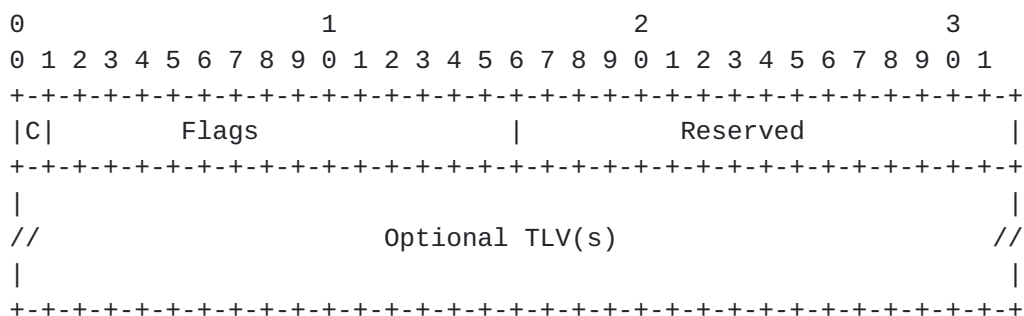 0                   1                   2                   3
0 1 2 3 4 5 6 7 8 9 0 1 2 3 4 5 6 7 8 9 0 1 2 3 4 5 6 7 8 9 0 1
+-+-+-+-+-+-+-+-+-+-+-+-+-+-+-+-+-+-+-+-+-+-+-+-+-+-+-+-+-+-+-+-+
|C|        Flags                |          Reserved             |
+-+-+-+-+-+-+-+-+-+-+-+-+-+-+-+-+-+-+-+-+-+-+-+-+-+-+-+-+-+-+-+-+
|                                                               |
//                      Optional TLV(s)                        //
|                                                               |
+-+-+-+-+-+-+-+-+-+-+-+-+-+-+-+-+-+-+-+-+-+-+-+-+-+-+-+-+-+-+-+-+